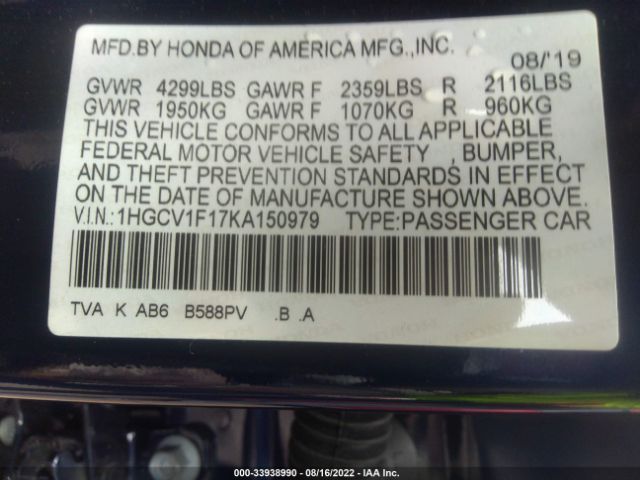 MFD.BY HONDA OF AMERICA MFG.,INC. 08/'19
GVWR 4299LBS GAWR F 2359LBS R 2116LBS
GVWR 1950KG GAWR F 1070KG R 960KG
THIS VEHICLE CONFORMS TO ALL APPLICABLE
FEDERAL MOTOR VEHICLE SAFETY , BUMPER,
AND THEFT PREVENTION STANDARDS IN EFFECT
ON THE DATE OF MANUFACTURE SHOWN ABOVE.
V.I.N.:1HGCV1F17KA150979 TYPE:PASSENGER CAR
TVA K AB6 B588PV .B .A
000-33938990 - 08/16/2022 - IAA Inc.